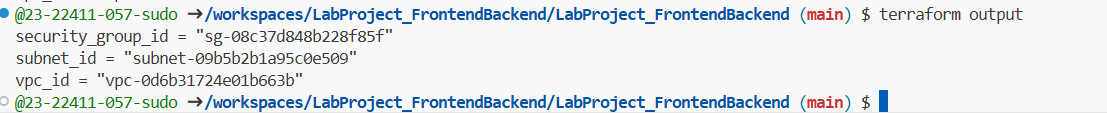 @23-22411-057-sudo ➜/workspaces/LabProject_FrontendBackend/LabProject_FrontendBackend (main) $ terraform output
security_group_id = "sg-08c37d848b228f85f"
subnet_id = "subnet-09b5b2b1a95c0e509"
vpc_id = "vpc-0d6b31724e01b663b"
@23-22411-057-sudo ➜/workspaces/LabProject_FrontendBackend/LabProject_FrontendBackend (main) $